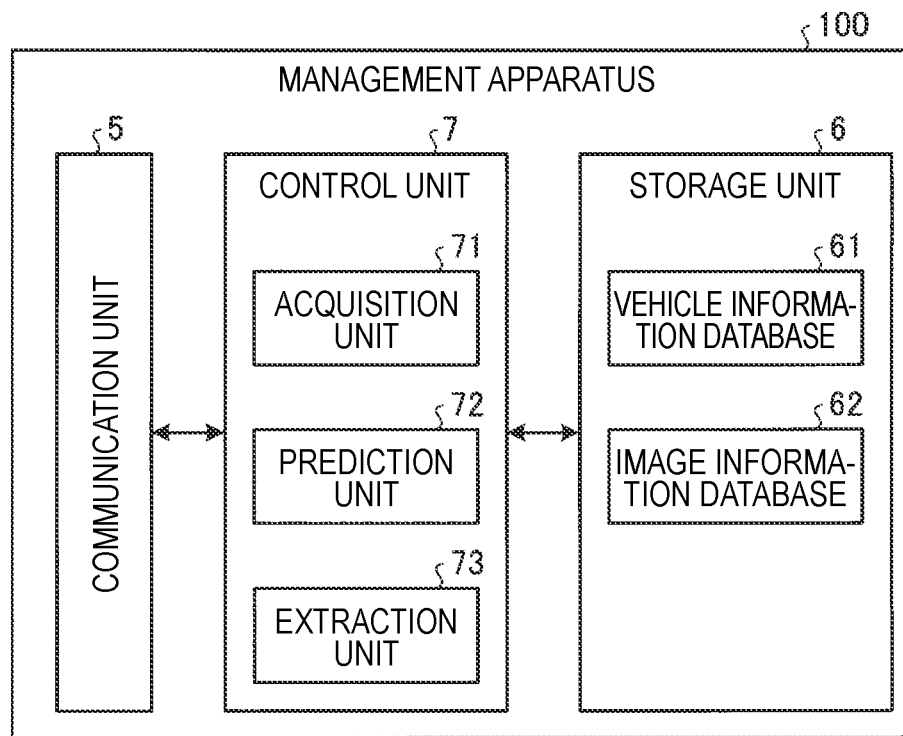 100
MANAGEMENT APPARATUS
5
COMMUNICATION UNIT
7
CONTROL UNIT
71
ACQUISITION
UNIT
72
PREDICTION
UNIT
73
EXTRACTION
UNIT
6
STORAGE UNIT
61
VEHICLE INFORMA-
TION DATABASE
62
IMAGE INFORMA-
TION DATABASE